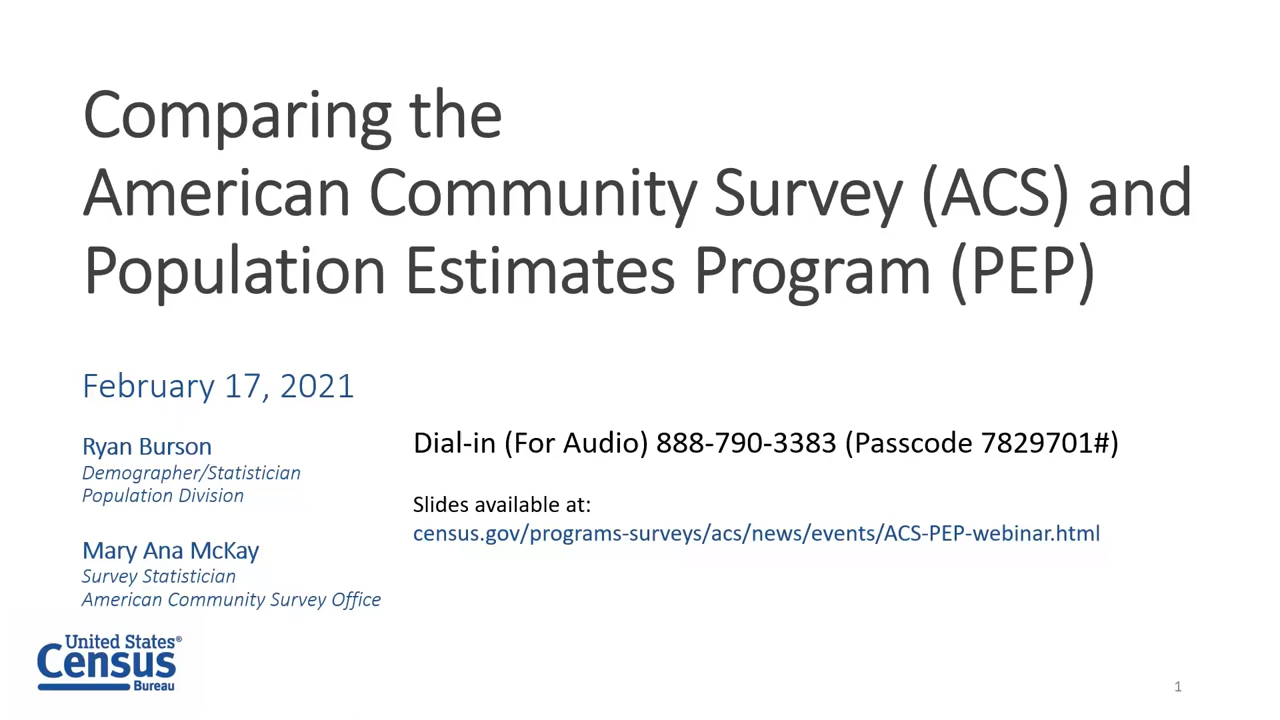 Comparing the
American Community Survey (ACS) and
Population Estimates Program (PEP)
February 17, 2021
Ryan Burson
Demographer/Statistician
Population Division
Mary Ana McKay
Survey Statistician
American Community Survey Office
Dial-in (For Audio) 888-790-3383 (Passcode 7829701#)
Slides available at:
census.gov/programs-surveys/acs/news/events/ACS-PEP-webinar.html
United States®
Census
Bureau
1